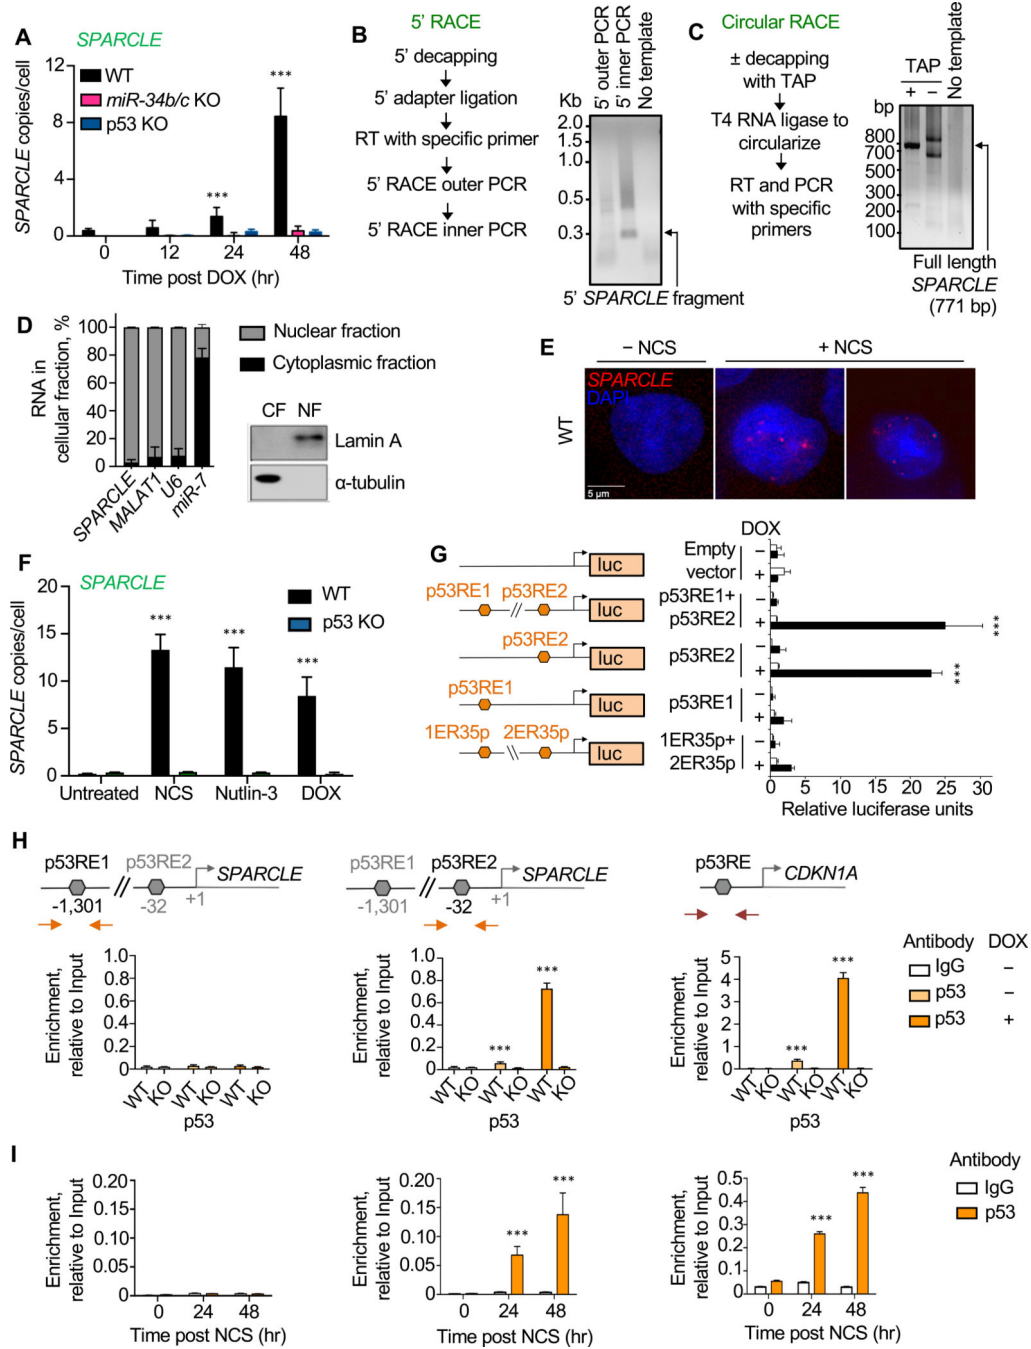 A
SPARCLE
SPARCLE copies/cell
12
8
4
0
WT
miR-34b/c KO
p53 KO
***
***
0
12
24
48
Time post DOX (hr)
B
5' RACE
5' decapping
5' adapter ligation
RT with specific primer
5' RACE outer PCR
5' RACE inner PCR
5' outer PCR
5' inner PCR
No template
Kb
2.0
1.5
1.0
0.5
0.3
5' SPARCLE fragment
C
Circular RACE
± decapping
with TAP
T4 RNA ligase to
circularize
RT and PCR
with specific
primers
TAP
+
–
No template
bp
800
700
500
300
200
100
Full length
SPARCLE
(771 bp)
D
RNA in
cellular fraction, %
100
80
60
40
20
0
SPARCLE
MALAT1
U6
miR-7
Nuclear fraction
Cytoplasmic fraction
CF
NF
Lamin A
α-tubulin
E
– NCS
+ NCS
SPARCLE
DAPI
WT
5 µm
F
SPARCLE
SPARCLE copies/cell
20
15
10
5
0
WT
p53 KO
***
***
***
Untreated
NCS
Nutlin-3
DOX
G
luc
p53RE1
p53RE2
luc
p53RE2
luc
p53RE1
luc
1ER35p
2ER35p
luc
DOX
Empty
vector
–
+
p53RE1+
p53RE2
–
+
***
p53RE2
–
+
***
p53RE1
–
+
1ER35p+
2ER35p
–
+
0
5
10
15
20
25
30
Relative luciferase units
H
p53RE1
p53RE2
SPARCLE
-1,301
-32
+1
p53RE1
p53RE2
SPARCLE
-1,301
-32
+1
p53RE
CDKN1A
Antibody
DOX
IgG
–
p53
–
p53
+
Enrichment,
relative to Input
1.0
0.8
0.6
0.4
0.2
0
WT
KO
WT
KO
WT
KO
p53
Enrichment,
relative to Input
1.0
0.8
0.6
0.4
0.2
0
***
***
WT
KO
WT
KO
WT
KO
p53
Enrichment,
relative to Input
5
4
3
2
1
0
***
***
WT
KO
WT
KO
WT
KO
p53
I
Enrichment,
relative to Input
0.20
0.15
0.10
0.05
0
0
24
48
Time post NCS (hr)
Enrichment,
relative to Input
0.20
0.15
0.10
0.05
0
***
***
0
24
48
Time post NCS (hr)
Enrichment,
relative to Input
0.5
0.4
0.3
0.2
0.1
0
***
***
0
24
48
Time post NCS (hr)
Antibody
IgG
p53